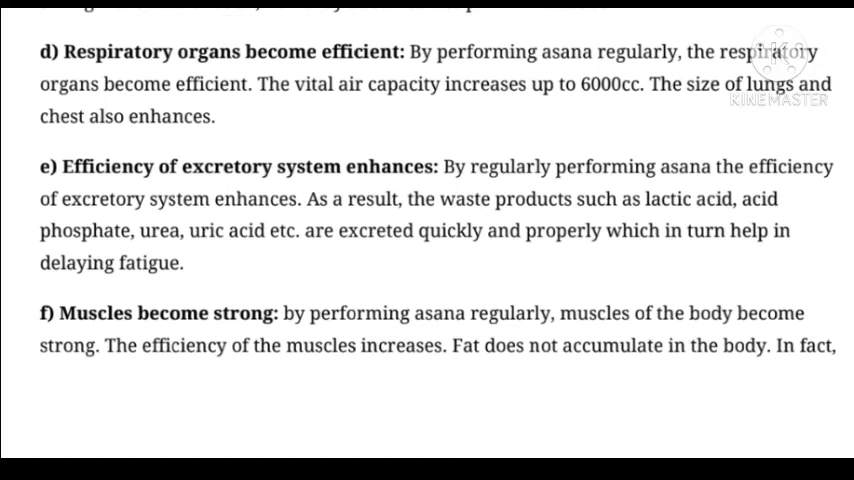 d) Respiratory organs become efficient: By performing asana regularly, the respiratory
organs become efficient. The vital air capacity increases up to 6000cc. The size of lungs and
chest also enhances.
e) Efficiency of excretory system enhances: By regularly performing asana the efficiency
of excretory system enhances. As a result, the waste products such as lactic acid, acid
phosphate, urea, uric acid etc. are excreted quickly and properly which in turn help in
delaying fatigue.
f) Muscles become strong: by performing asana regularly, muscles of the body become
strong. The efficiency of the muscles increases. Fat does not accumulate in the body. In fact,
KINEMASTER